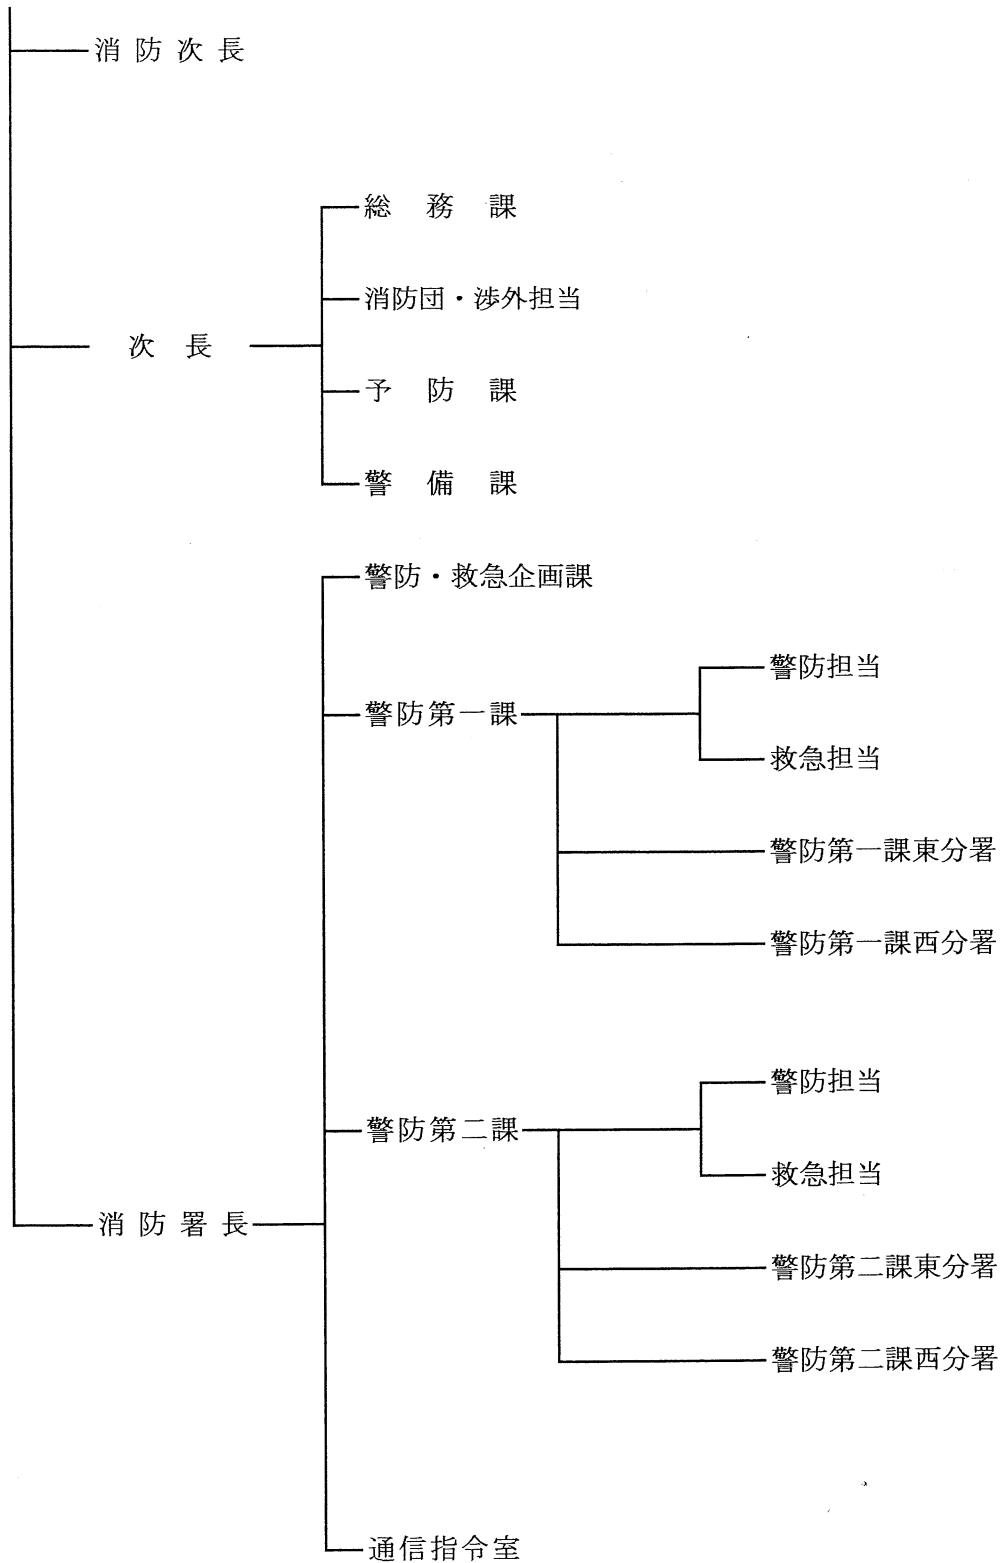 消防次長
総務課
消防団・渉外担当
次長
予防課
警備課
警防・救急企画課
警防担当
警防第一課
救急担当
警防第一課東分署
警防第一課西分署
警防担当
警防第二課
救急担当
消防署長
警防第二課東分署
警防第二課西分署
通信指令室